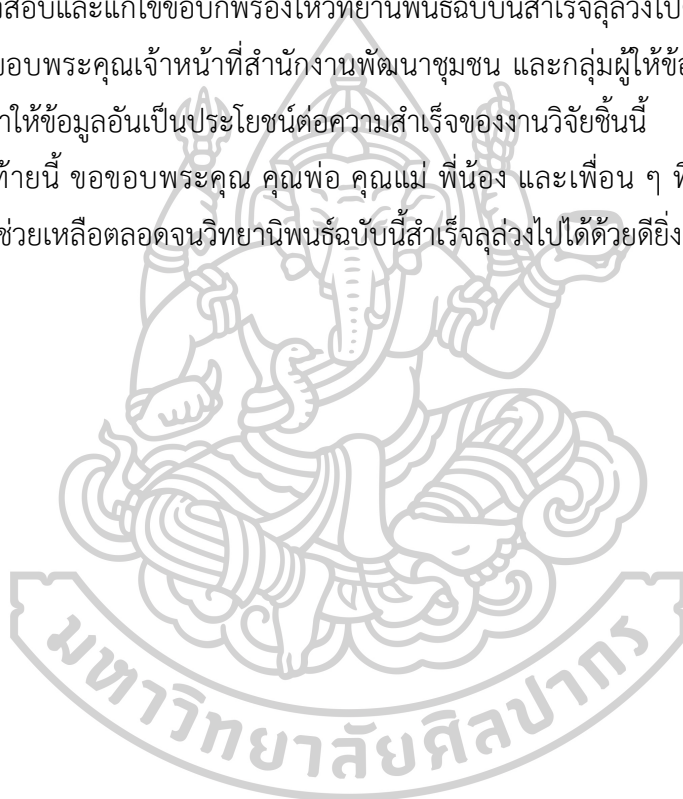 สอบและแก้ไขข้อบกพร่องให้วิทยานิพนธ์ฉบับนี้สำเร็จลุล่วงไป
ขอบพระคุณเจ้าหน้าที่สำนักงานพัฒนาชุมชน และกลุ่มผู้ให้ข้อ
ให้ข้อมูลอันเป็นประโยชน์ต่อความสำเร็จของงานวิจัยชิ้นนี้
ท้ายนี้ ขอขอบพระคุณ คุณพ่อ คุณแม่ พี่น้อง และเพื่อน ๆ
ช่วยเหลือตลอดจนวิทยานิพนธ์ฉบับนี้สำเร็จลุล่วงไปได้ด้วยดียิ่ง
มหาวิทยาลัยศิลปากร